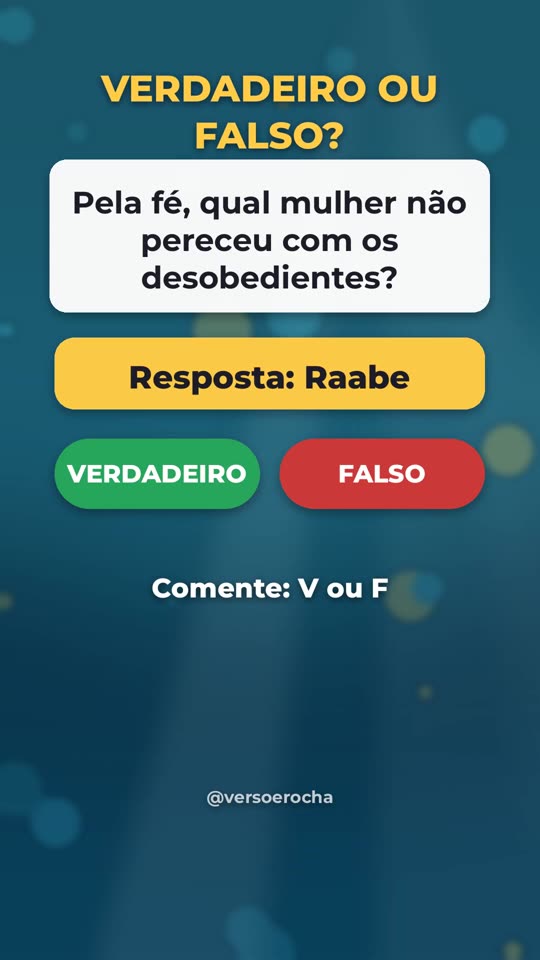 VERDADEIRO OU
FALSO?
Pela fé, qual mulher não
pereceu com os
desobedientes?
Resposta: Raabe
VERDADEIRO
FALSO
Comente: V ou F
@versoerocha